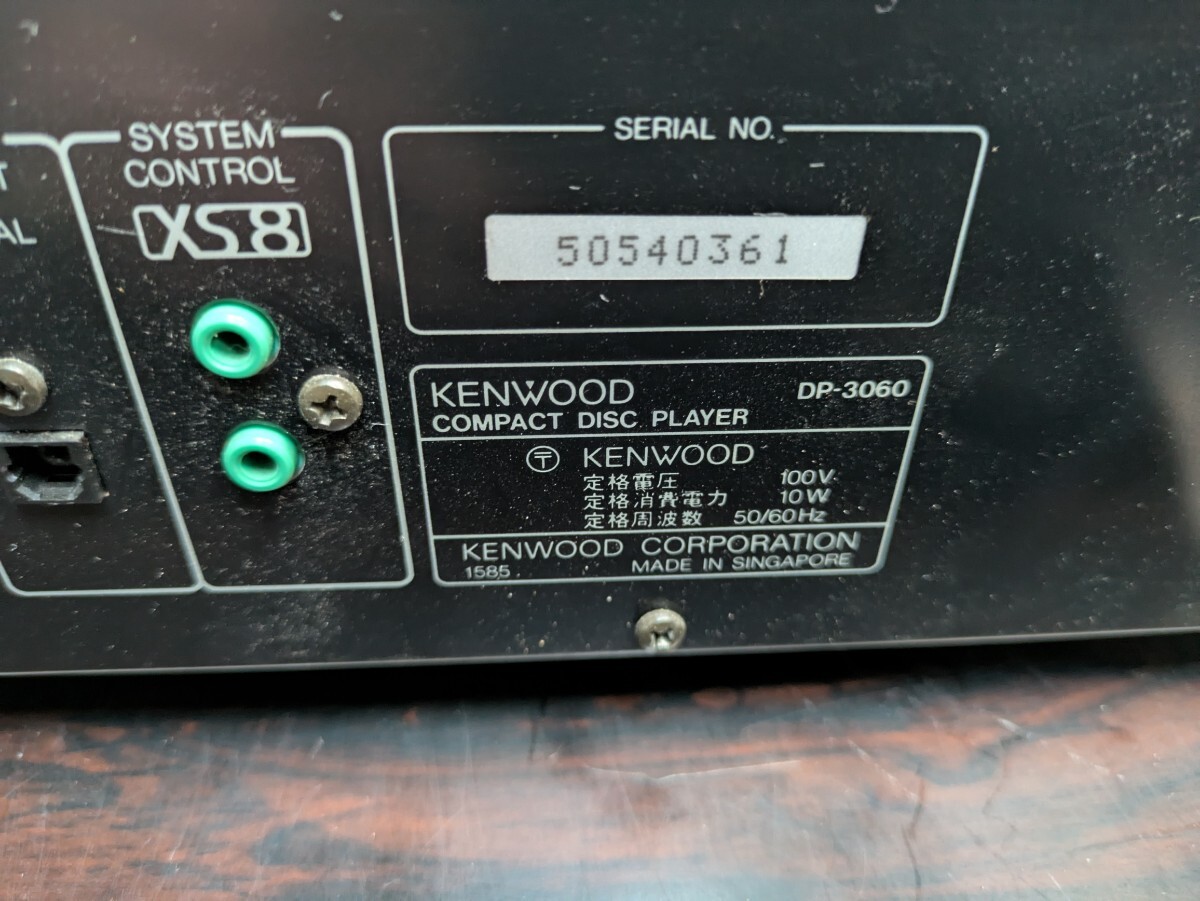 SYSTEM
CONTROL
XS8
SERIAL NO.
50540361
KENWOOD DP-3060
COMPACT DISC PLAYER
〒 KENWOOD
定格電圧 100V
定格消費電力 10W
定格周波数 50/60Hz
KENWOOD CORPORATION
1585 MADE IN SINGAPORE